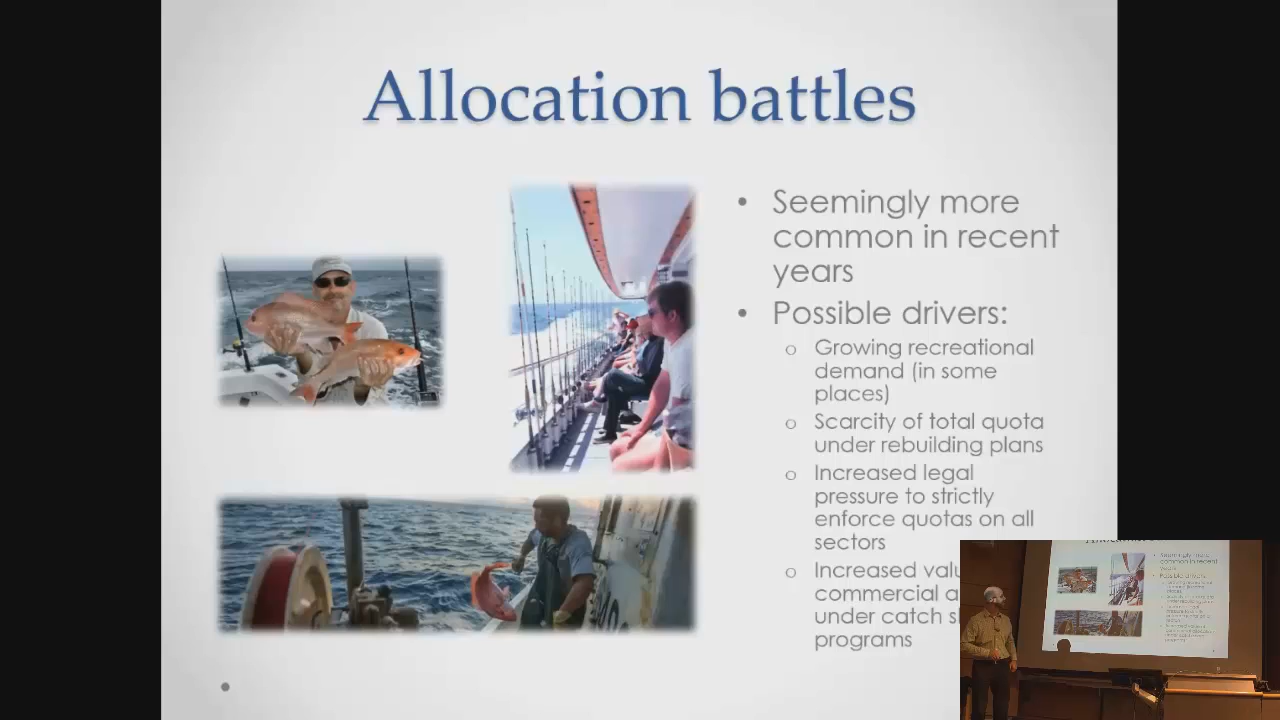 Allocation battles
• Seemingly more
common in recent
years
• Possible drivers:
o Growing recreational
demand (in some
places)
o Scarcity of total quota
under rebuilding plans
o Increased legal
pressure to strictly
enforce quotas on all
sectors
o Increased
commercial
under catch
programs
•